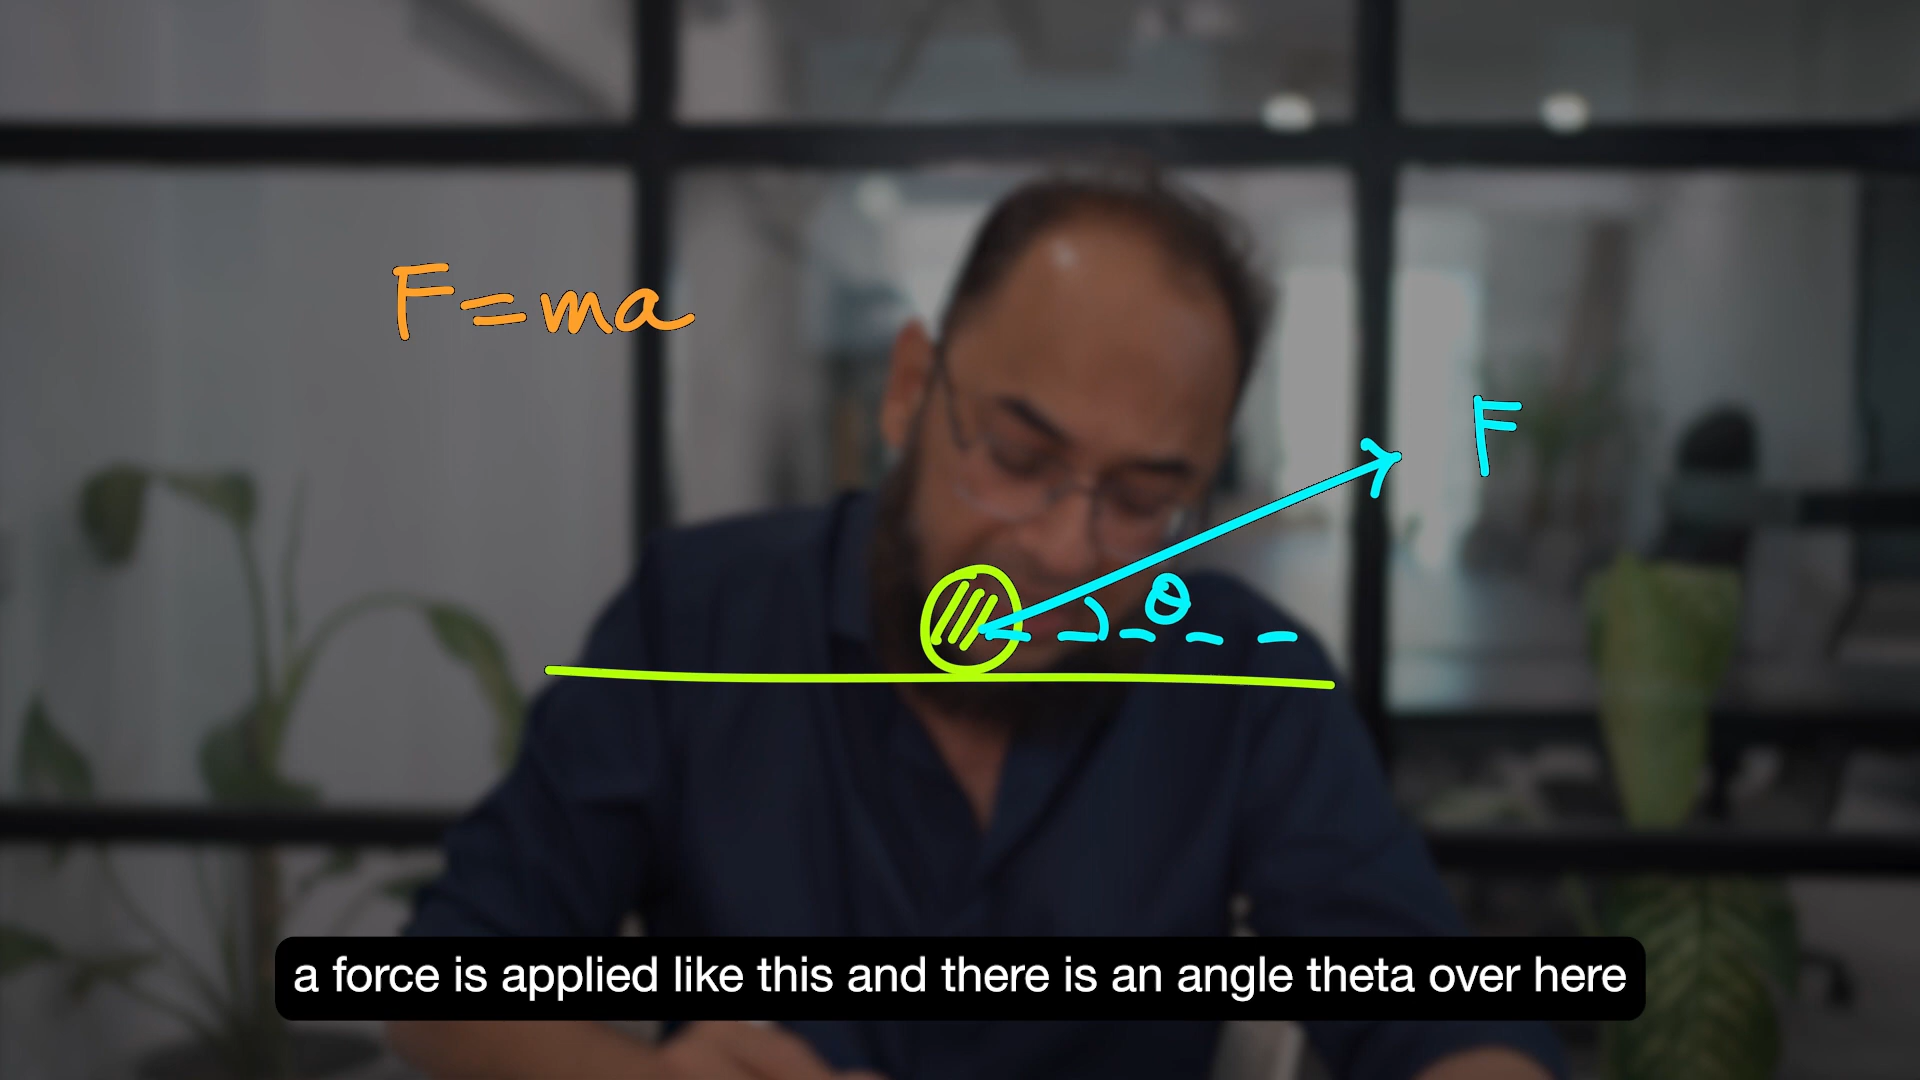 F=ma
F
θ
a force is applied like this and there is an angle theta over here